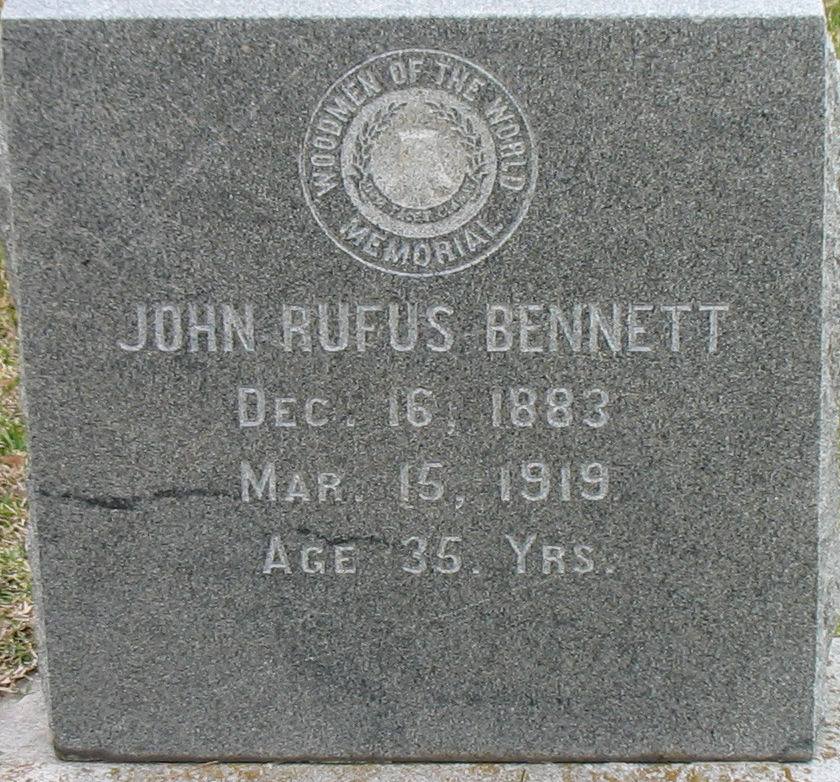 WOODMEN OF THE WORLD
MEMORIAL
JOHN RUFUS BENNETT
DEC. 16, 1883
MAR. 15, 1919
AGE 35. YRS.